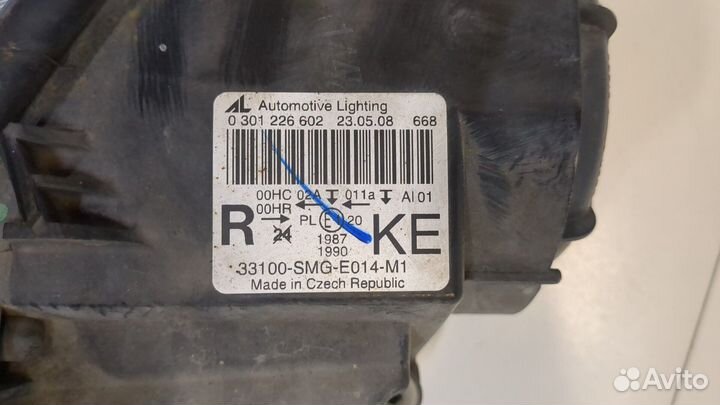 AL Automotive Lighting
0 301 226 602 23.05.08 668
00HC 02A 011a AI 01
00HR PL 20
R 24 KE
1987
1990
33100-SMG-E014-M1
Made in Czech Republic
Avito